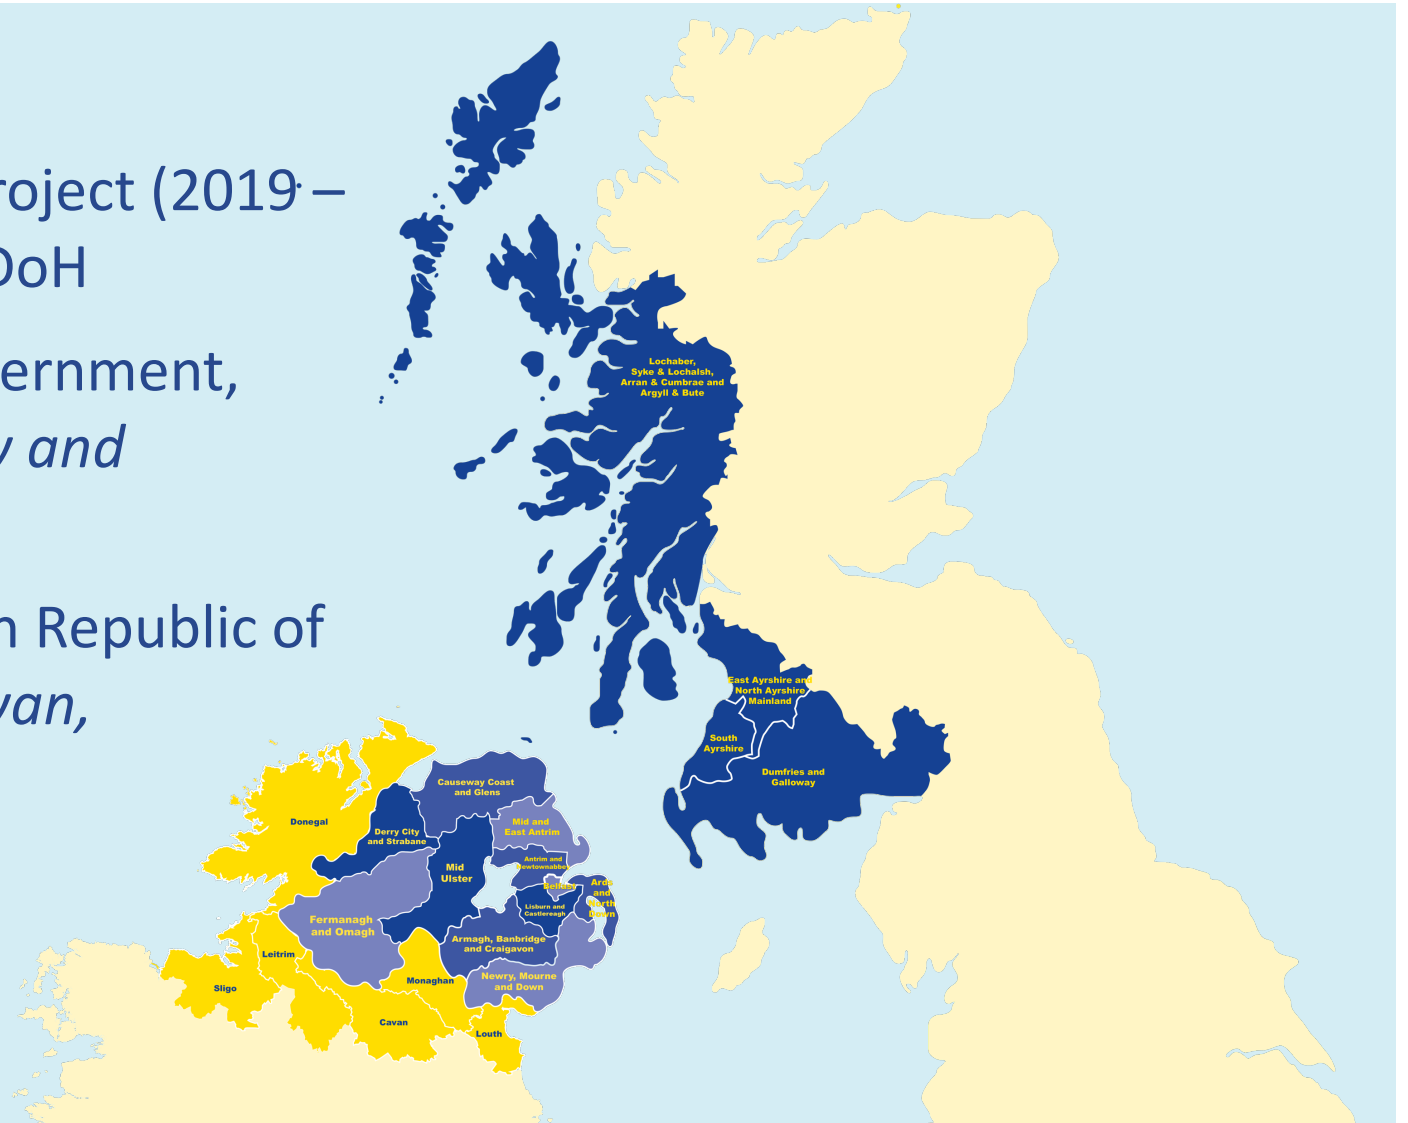 roject (2019 –
DoH
ernment,
y and
n Republic of
van,
Lochaber,
Syke & Lochalsh,
Arran & Cumbrae and
Argyll & Bute
East Ayrshire and
North Ayrshire
Mainland
South
Ayrshire
Dumfries and
Galloway
Causeway Coast
and Glens
Donegal
Derry City
and Strabane
Mid and
East Antrim
Mid
Ulster
Antrim and
Newtownabbey
Belfast
Ards
and
North
Down
Lisburn and
Castlereagh
Fermanagh
and Omagh
Armagh, Banbridge
and Craigavon
Leitrim
Monaghan
Newry, Mourne
and Down
Sligo
Cavan
Louth